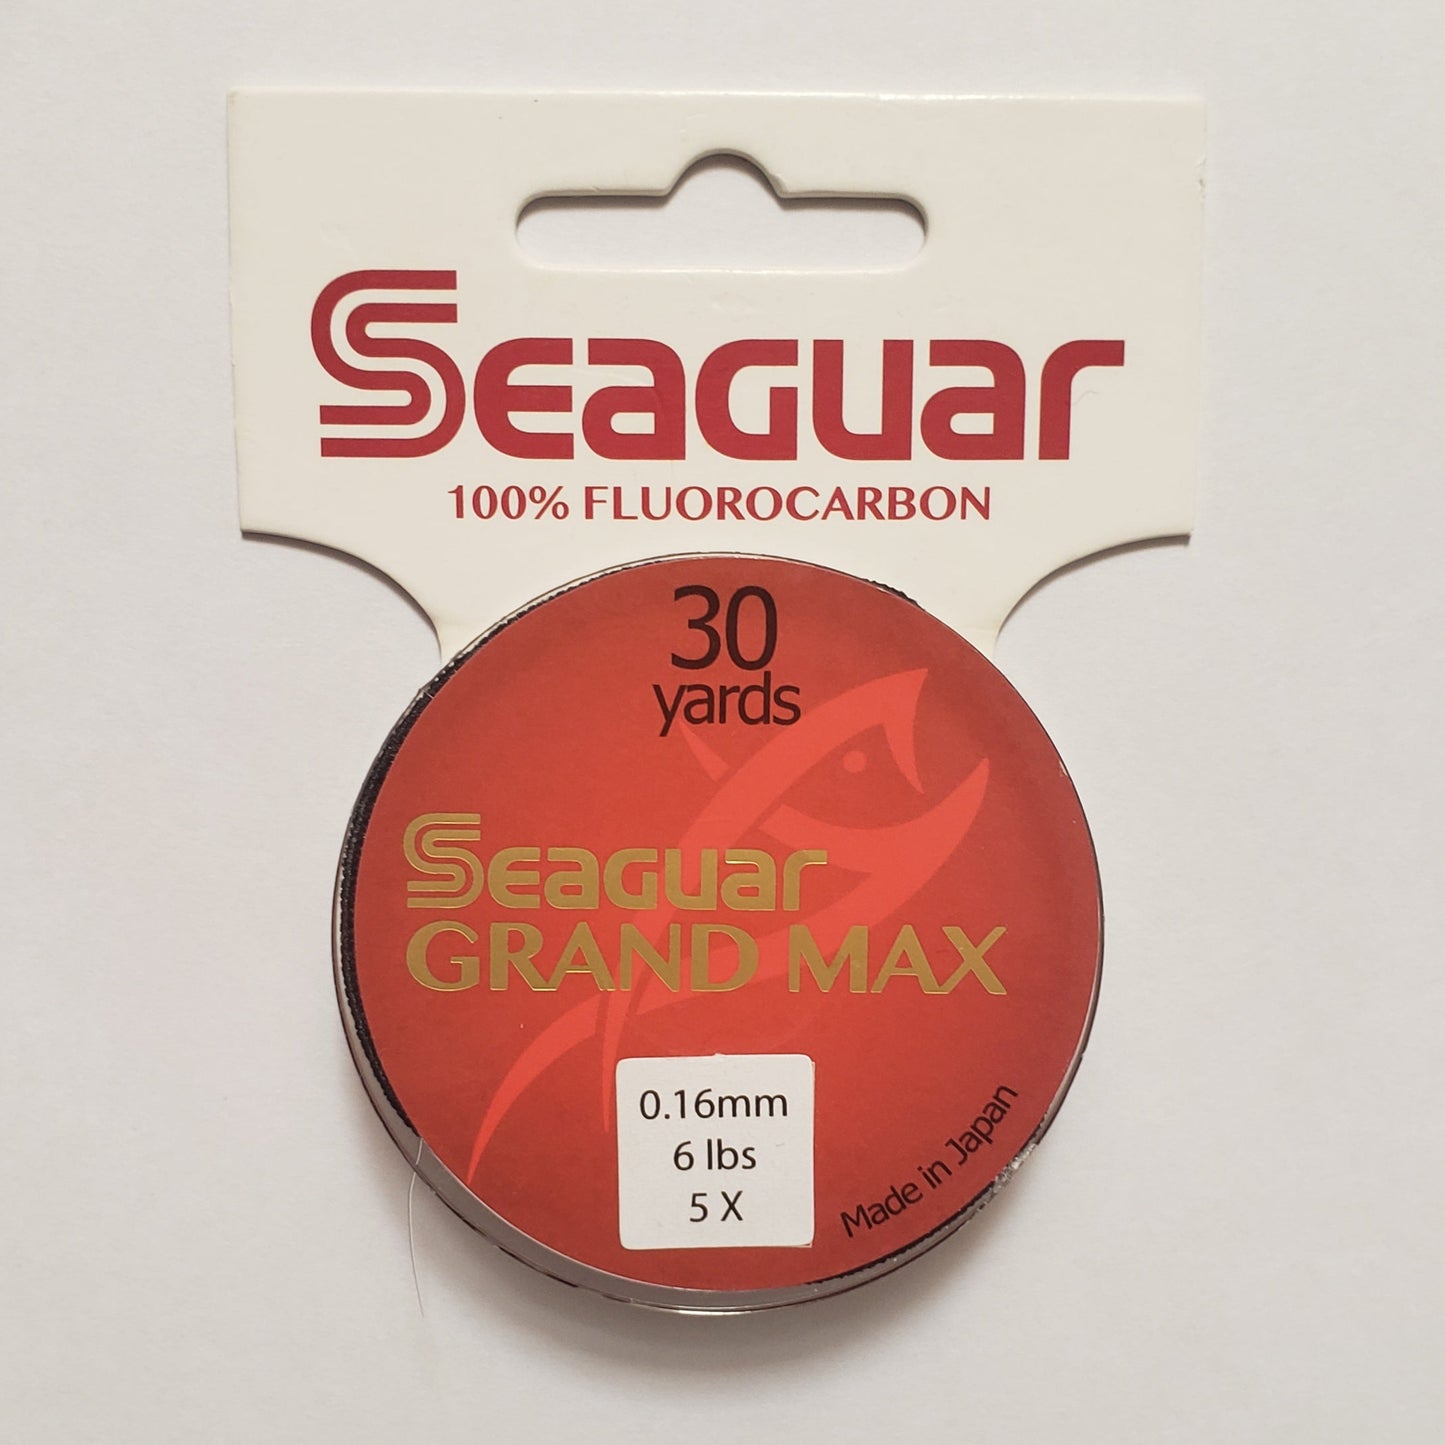 Seaguar
100% FLUOROCARBON
30
yards
Seaguar
GRAND MAX
0.16mm
6 lbs
5 X
Made in Japan